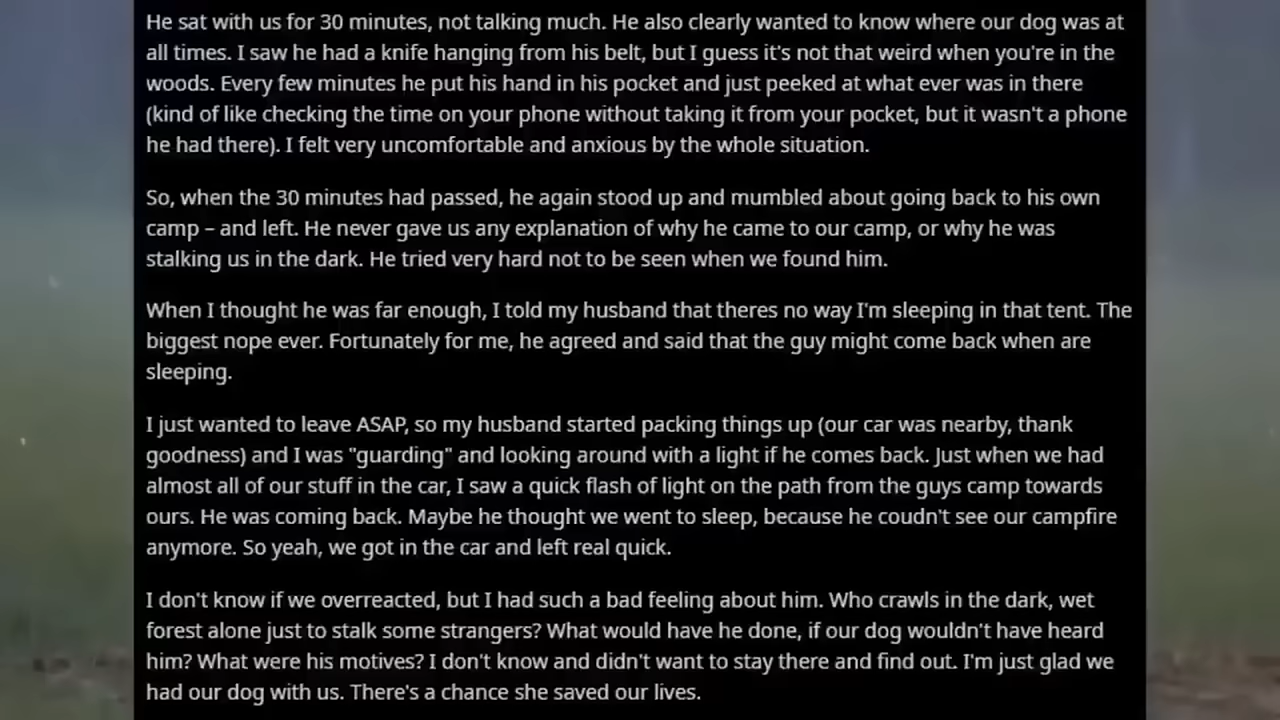 He sat with us for 30 minutes, not talking much. He also clearly wanted to know where our dog was at
all times. I saw he had a knife hanging from his belt, but I guess it's not that weird when you're in the
woods. Every few minutes he put his hand in his pocket and just peeked at what ever was in there
(kind of like checking the time on your phone without taking it from your pocket, but it wasn't a phone
he had there). I felt very uncomfortable and anxious by the whole situation.
So, when the 30 minutes had passed, he again stood up and mumbled about going back to his own
camp – and left. He never gave us any explanation of why he came to our camp, or why he was
stalking us in the dark. He tried very hard not to be seen when we found him.
When I thought he was far enough, I told my husband that theres no way I'm sleeping in that tent. The
biggest nope ever. Fortunately for me, he agreed and said that the guy might come back when are
sleeping.
I just wanted to leave ASAP, so my husband started packing things up (our car was nearby, thank
goodness) and I was "guarding" and looking around with a light if he comes back. Just when we had
almost all of our stuff in the car, I saw a quick flash of light on the path from the guys camp towards
ours. He was coming back. Maybe he thought we went to sleep, because he coudn't see our campfire
anymore. So yeah, we got in the car and left real quick.
I don't know if we overreacted, but I had such a bad feeling about him. Who crawls in the dark, wet
forest alone just to stalk some strangers? What would have he done, if our dog wouldn't have heard
him? What were his motives? I don't know and didn't want to stay there and find out. I'm just glad we
had our dog with us. There's a chance she saved our lives.